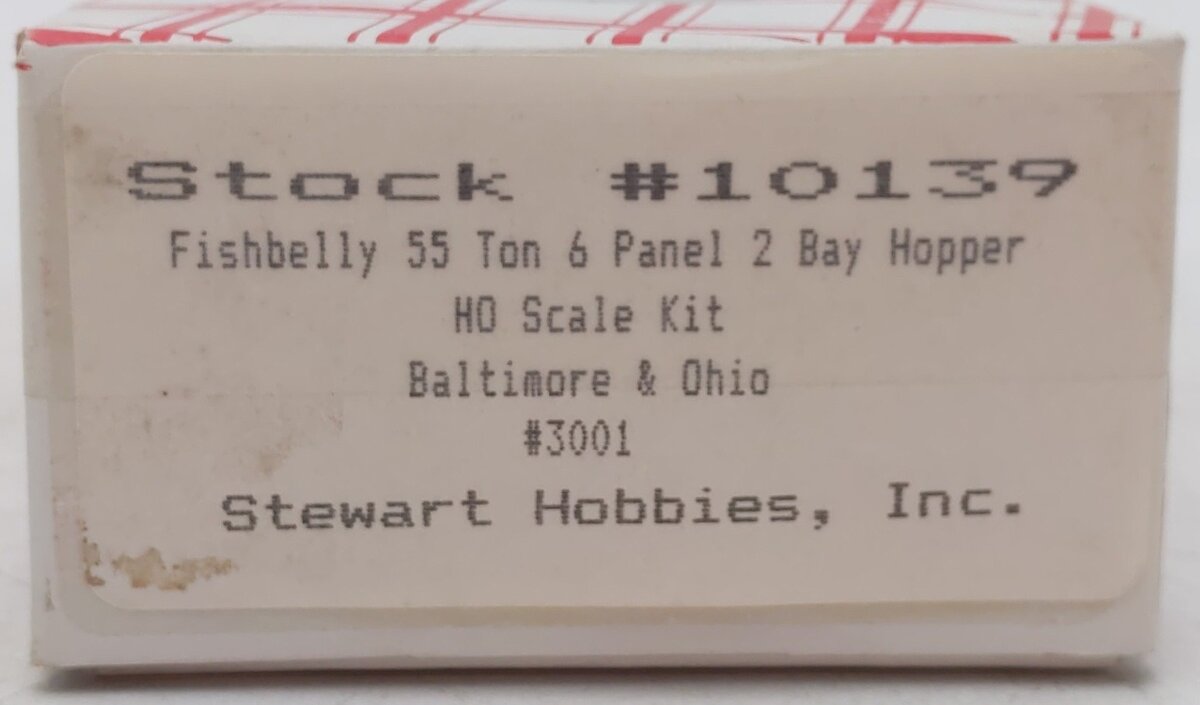 Stock #10139
Fishbelly 55 Ton 6 Panel 2 Bay Hopper
HO Scale Kit
Baltimore & Ohio
#3001
Stewart Hobbies, Inc.